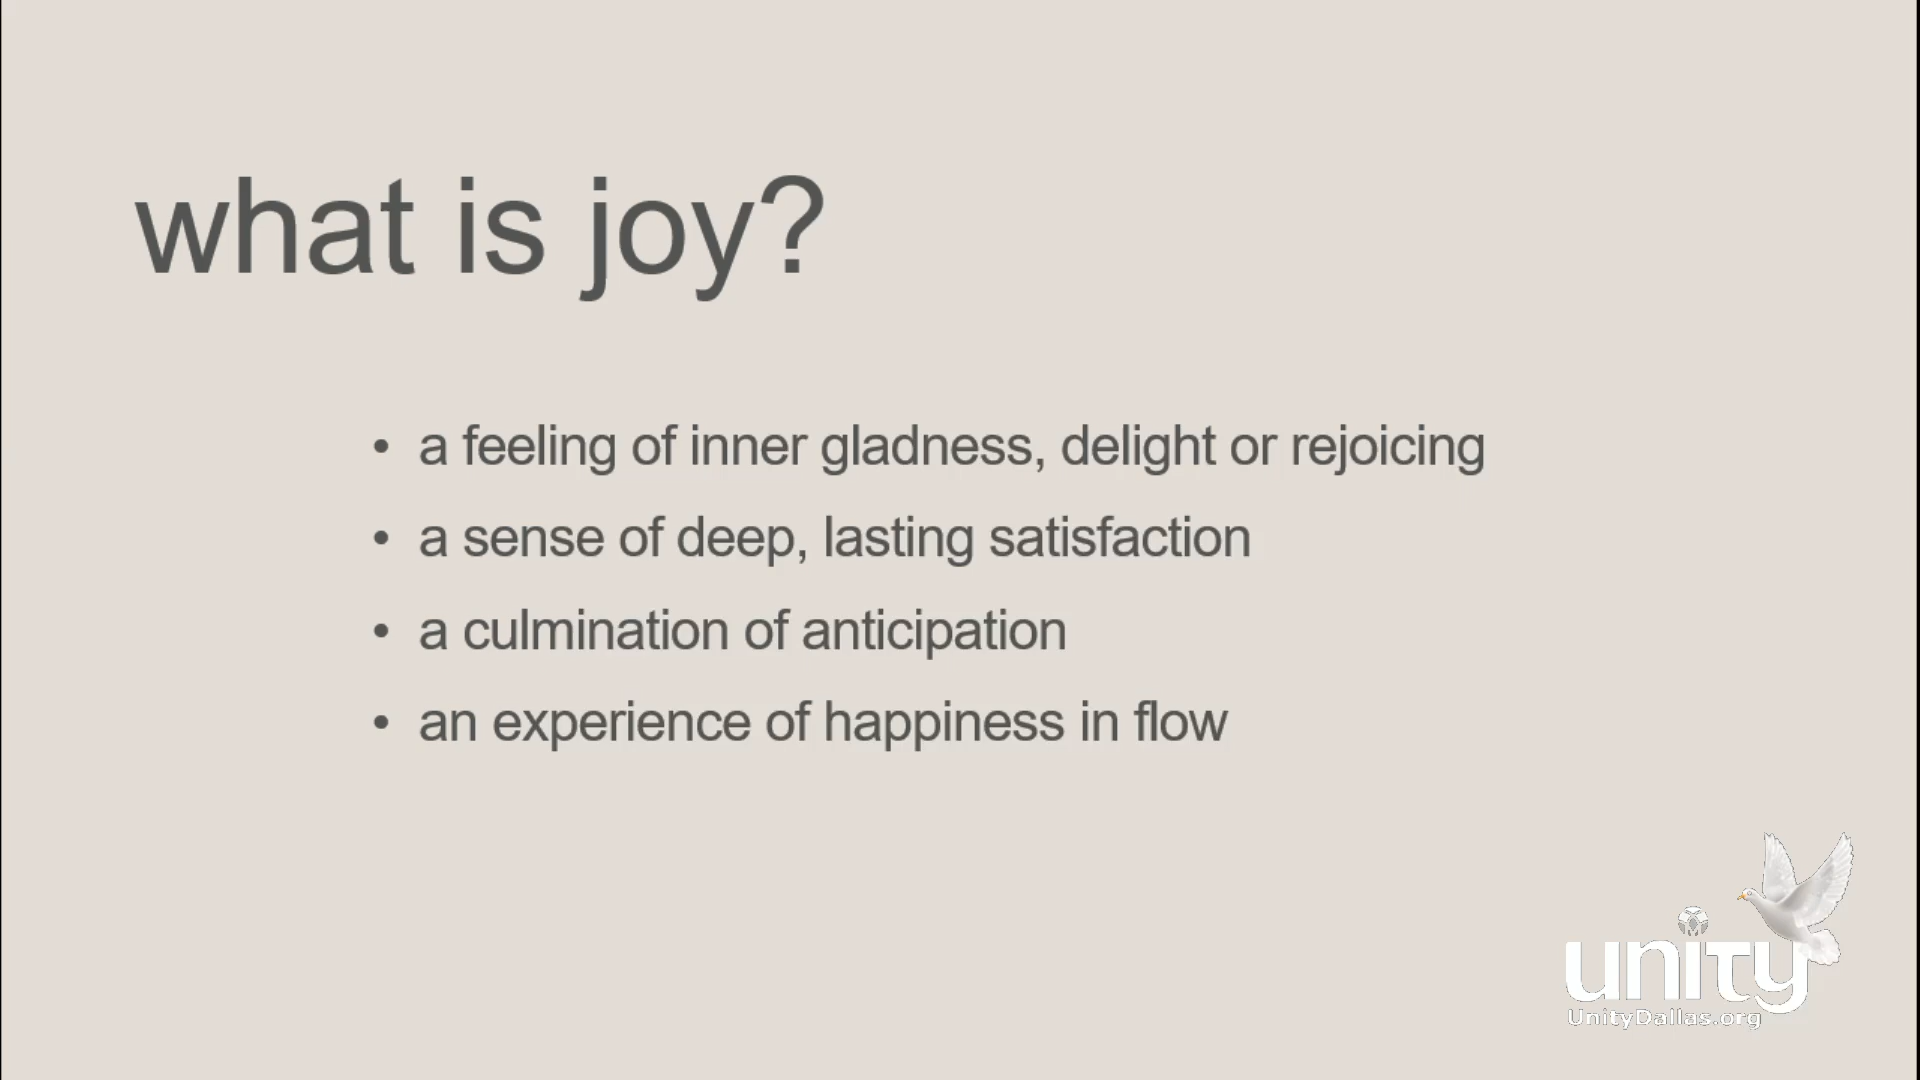 what is joy?
• a feeling of inner gladness, delight or rejoicing
• a sense of deep, lasting satisfaction
• a culmination of anticipation
• an experience of happiness in flow
unity
UnityDallas.org